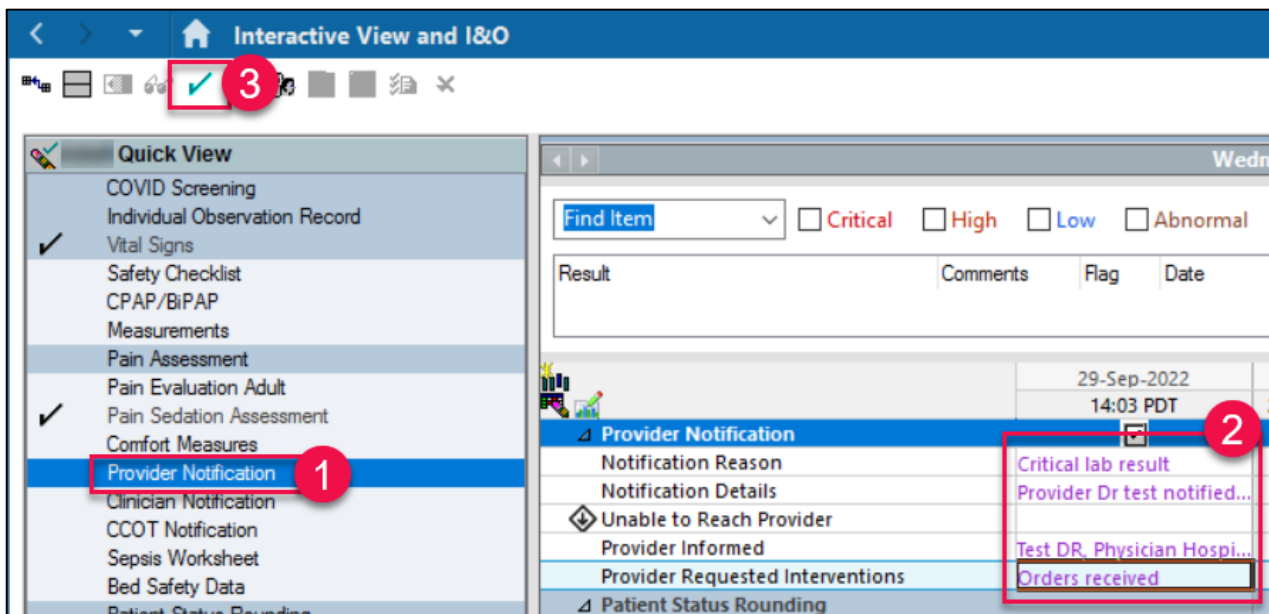 Interactive View and I&O
3
Quick View
COVID Screening
Individual Observation Record
Vital Signs
Safety Checklist
CPAP/BiPAP
Measurements
Pain Assessment
Pain Evaluation Adult
Pain Sedation Assessment
Comfort Measures
Provider Notification 1
Clinician Notification
CCOT Notification
Sepsis Worksheet
Bed Safety Data
Patient Status Rounding
Find Item Critical High Low Abnormal
Result Comments Flag Date
29-Sep-2022
14:03 PDT
Provider Notification 2
Notification Reason Critical lab result
Notification Details Provider Dr test notified...
Unable to Reach Provider
Provider Informed Test DR, Physician Hospi...
Provider Requested Interventions Orders received
Patient Status Rounding